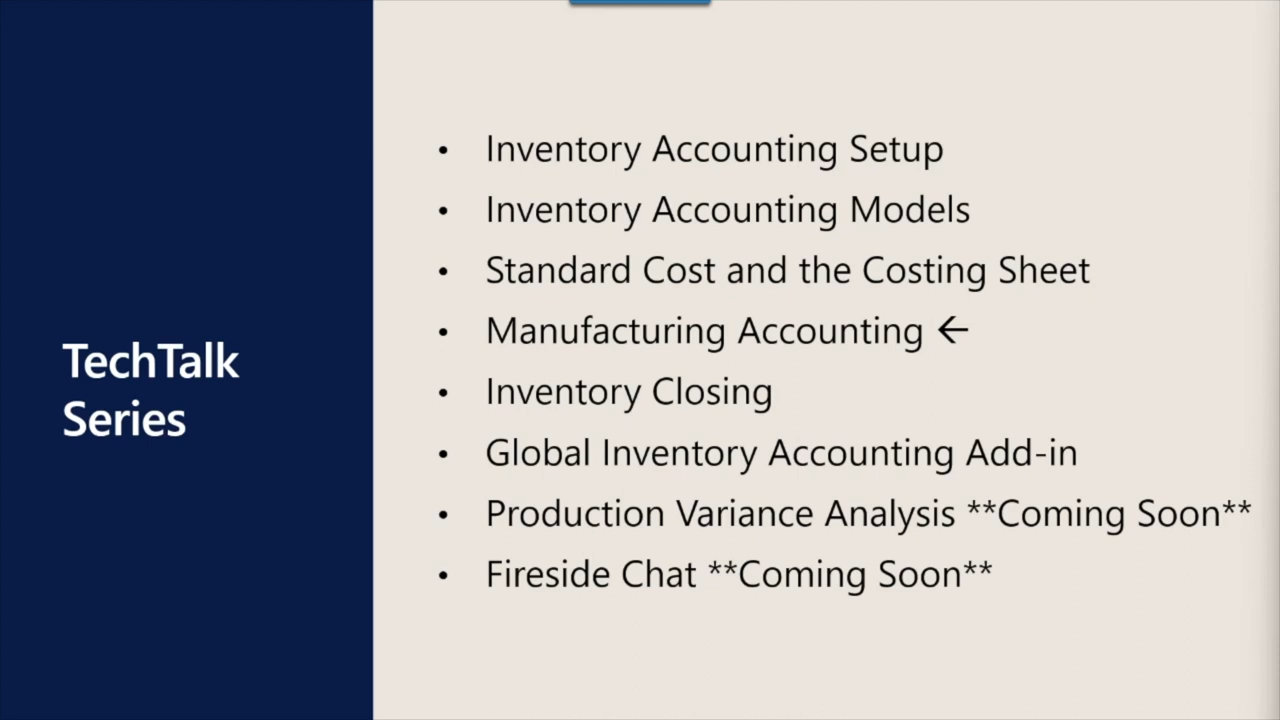 TechTalk
Series
• Inventory Accounting Setup
• Inventory Accounting Models
• Standard Cost and the Costing Sheet
• Manufacturing Accounting ←
• Inventory Closing
• Global Inventory Accounting Add-in
• Production Variance Analysis **Coming Soon**
• Fireside Chat **Coming Soon**